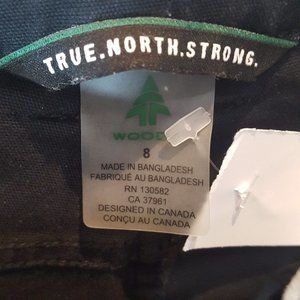 TRUE.NORTH.STRONG.
8
MADE IN BANGLADESH
FABRIQUÉ AU BANGLADESH
RN 130582
CA 37961
DESIGNED IN CANADA
CONÇU AU CANADA